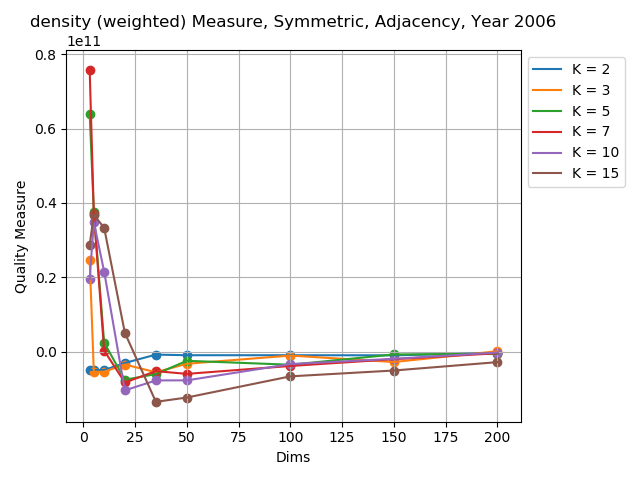 density (weighted) Measure, Symmetric, Adjacency, Year 2006
1e11
0.8
0.6
0.4
0.2
0.0
Quality Measure
0
25
50
75
100
125
150
175
200
Dims
K = 2
K = 3
K = 5
K = 7
K = 10
K = 15